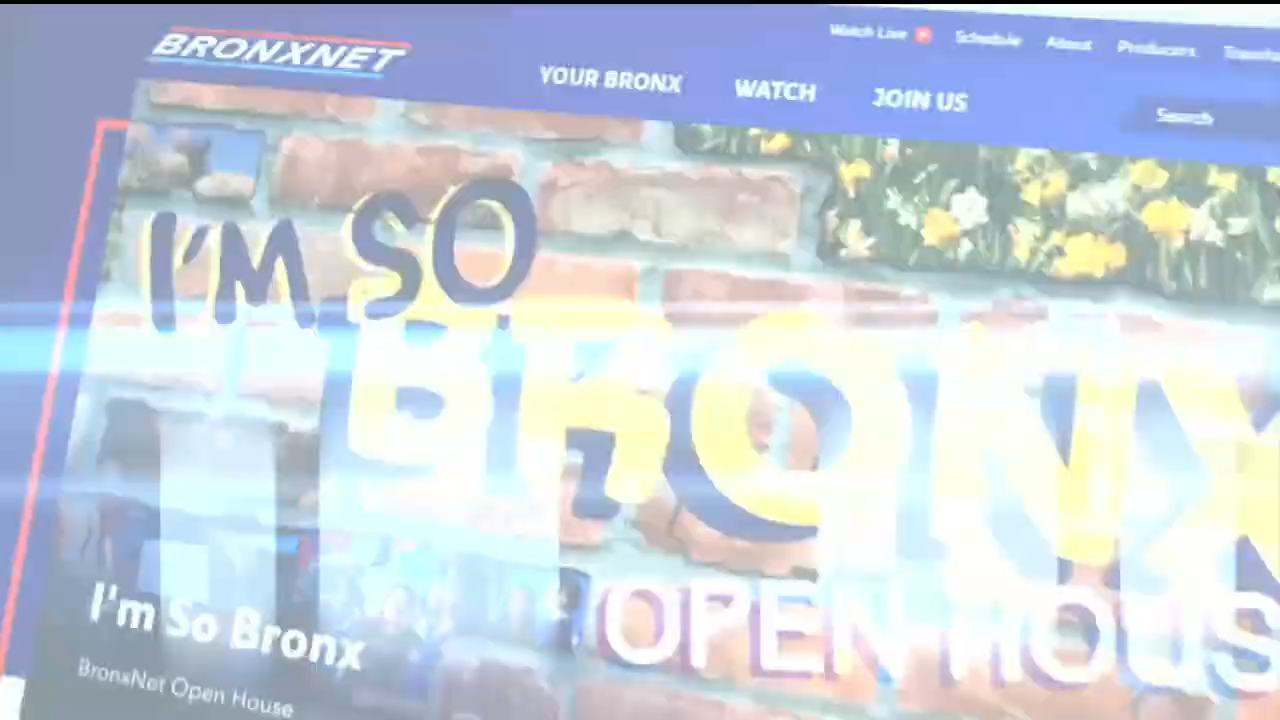 BRONXNET
Watch Live Schedule About Producers
YOUR BRONX WATCH JOIN US
Search
I'M SO
BRONX
OPEN HOUS
I'm So Bronx
BronxNet Open House